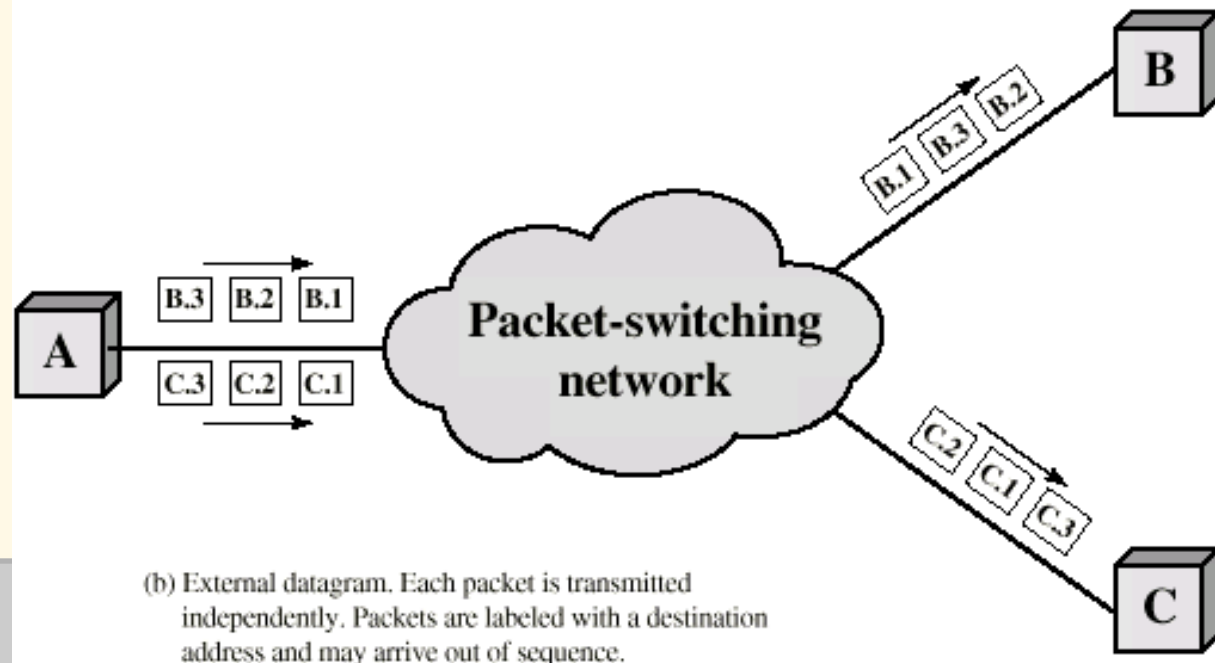 B
B.1 B.3 B.2
B.3 B.2 B.1
A
C.3 C.2 C.1
Packet-switching
network
C.2 C.1 C.3
C
(b) External datagram. Each packet is transmitted
independently. Packets are labeled with a destination
address and may arrive out of sequence.